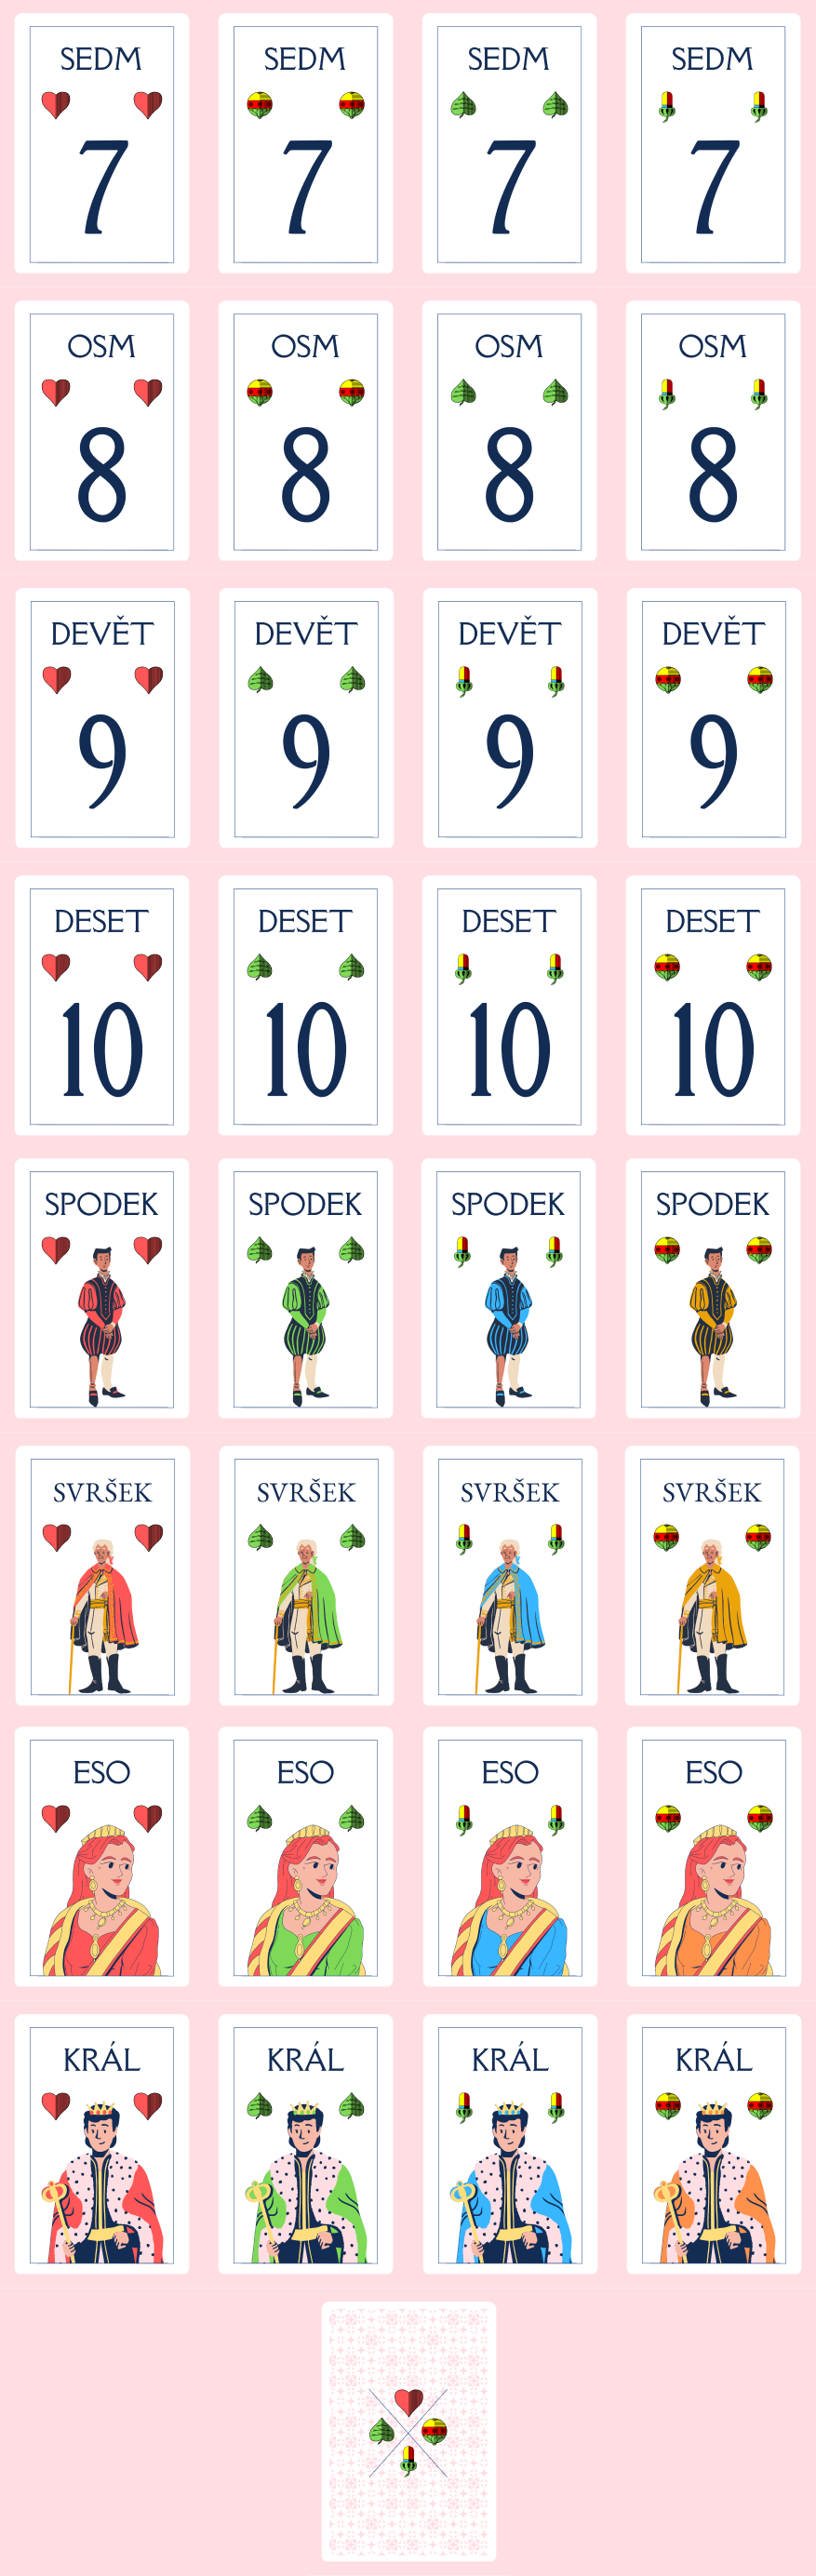 SEDM SEDM SEDM SEDM
7 7 7 7
OSM OSM OSM OSM
8 8 8 8
DEVĚT DEVĚT DEVĚT DEVĚT
9 9 9 9
DESET DESET DESET DESET
10 10 10 10
SPODEK SPODEK SPODEK SPODEK
SVRŠEK SVRŠEK SVRŠEK SVRŠEK
ESO ESO ESO ESO
KRÁL KRÁL KRÁL KRÁL